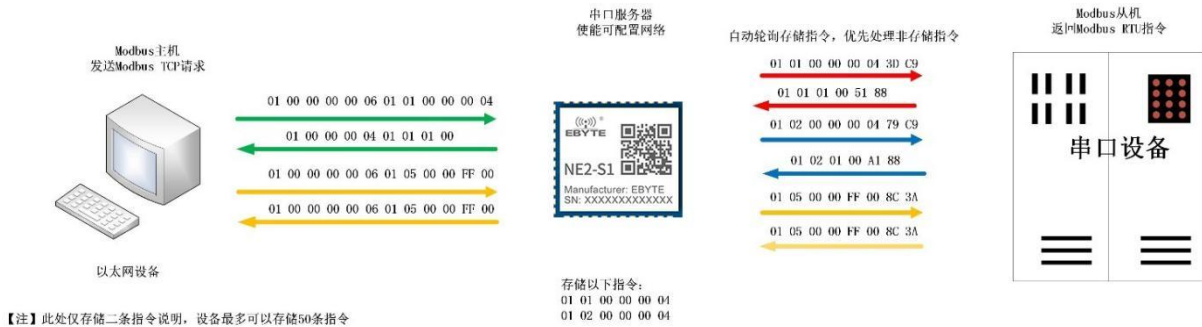 Modbus主机
发送Modbus TCP请求
01 00 00 00 00 06 01 01 00 00 00 04
01 00 00 00 04 01 01 01 00
01 00 00 00 00 06 01 05 00 00 FF 00
01 00 00 00 00 06 01 05 00 00 FF 00
以太网设备
【注】此处仅存储二条指令说明，设备最多可以存储50条指令
串口服务器
使能可配置网络
EBYTE
®
NE2-S1
Manufacturer: EBYTE
SN: XXXXXXXXXXXXX
存储以下指令：
01 01 00 00 00 04
01 02 00 00 00 04
自动轮询存储指令，优先处理非存储指令
01 01 00 00 00 04 3D C9
01 01 01 00 51 88
01 02 00 00 00 04 79 C9
01 02 01 00 A1 88
01 05 00 00 FF 00 8C 3A
01 05 00 00 FF 00 8C 3A
Modbus从机
返回Modbus RTU指令
串口设备